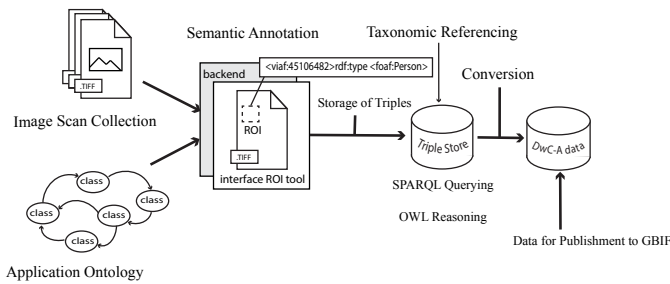 Semantic Annotation
Taxonomic Referencing
<viaf:45106482>rdf:type <foaf:Person>
backend
Conversion
.TIFF
Image Scan Collection
ROI
.TIFF
interface ROI tool
Storage of Triples
Triple Store
DwC-A data
SPARQL Querying
OWL Reasoning
class
class
class
class
class
Application Ontology
Data for Publishment to GBIF